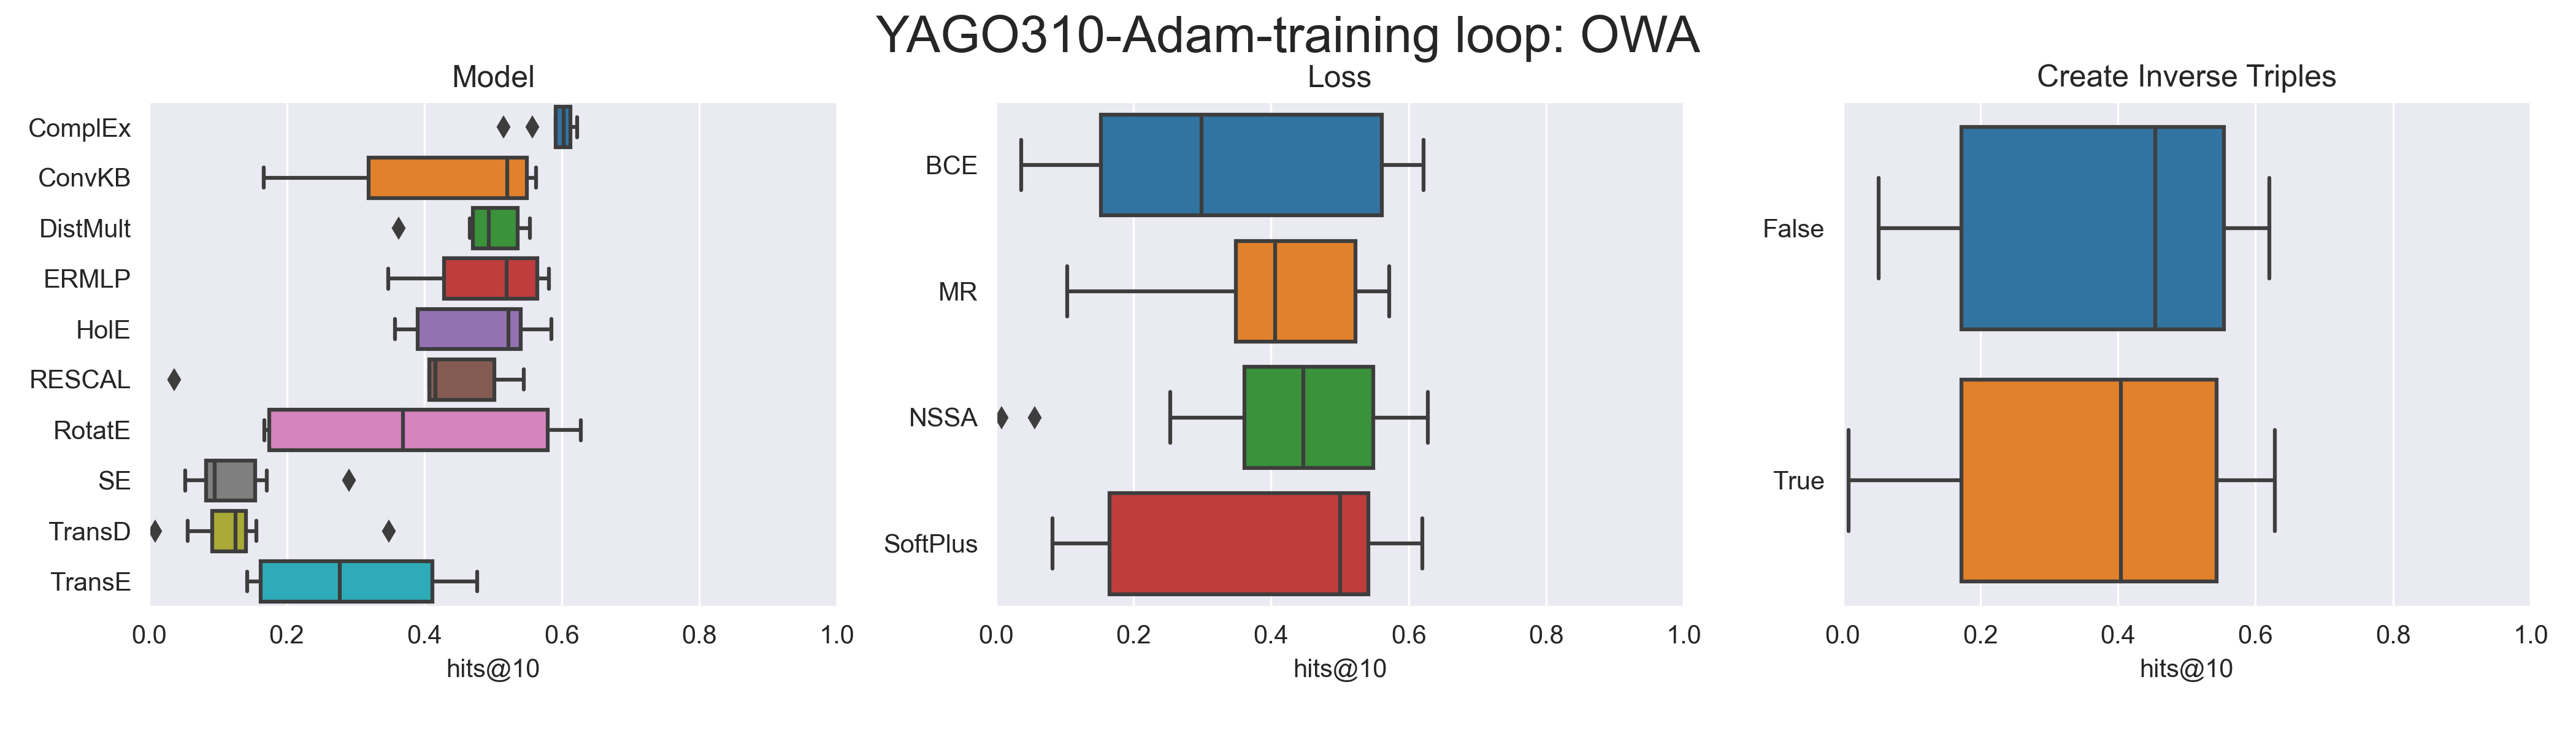 YAGO310-Adam-training loop: OWA
Model
ComplEx
ConvKB
DistMult
ERMLP
HolE
RESCAL
RotatE
SE
TransD
TransE
0.0 0.2 0.4 0.6 0.8 1.0
hits@10
Loss
BCE
MR
NSSA
SoftPlus
0.0 0.2 0.4 0.6 0.8 1.0
hits@10
Create Inverse Triples
False
True
0.0 0.2 0.4 0.6 0.8 1.0
hits@10